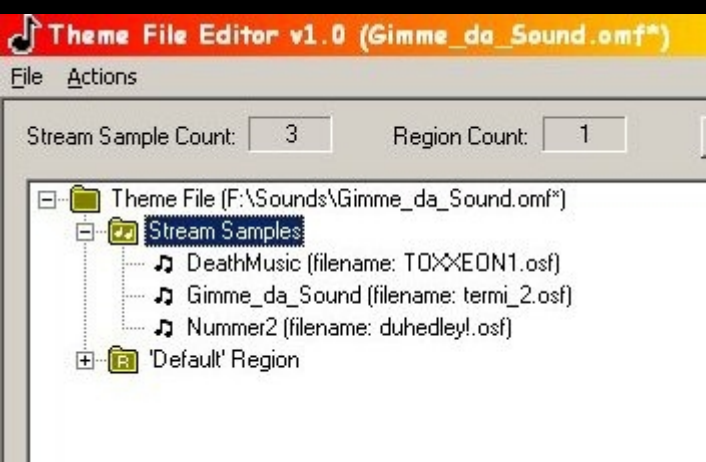 Theme File Editor v1.0 (Gimme_da_Sound.omf*)
File Actions
Stream Sample Count: 3 Region Count: 1
Theme File (F:\Sounds\Gimme_da_Sound.omf*)
Stream Samples
DeathMusic (filename: TOXXEON1.osf)
Gimme_da_Sound (filename: termi_2.osf)
Nummer2 (filename: duhedley!.osf)
R 'Default' Region